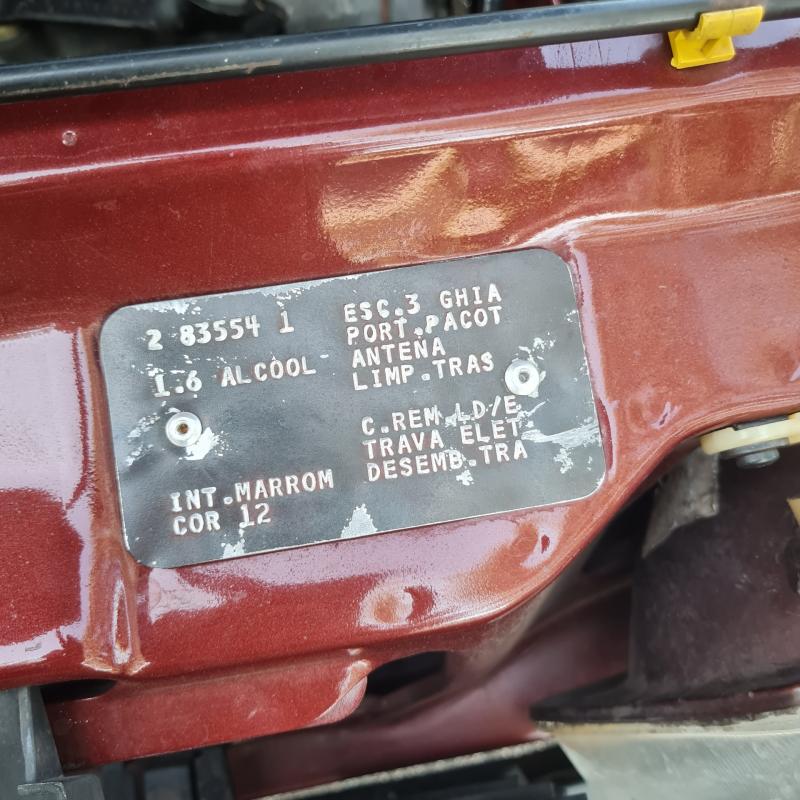 2 83554 1
1.6 ALCOOL
INT.MARROM
COR 12
ESC.3 GHIA
PORT.PACOT
ANTENA
LIMP.TRAS
C.REM.LD/E
TRAVA ELET
DESEMB.TRA